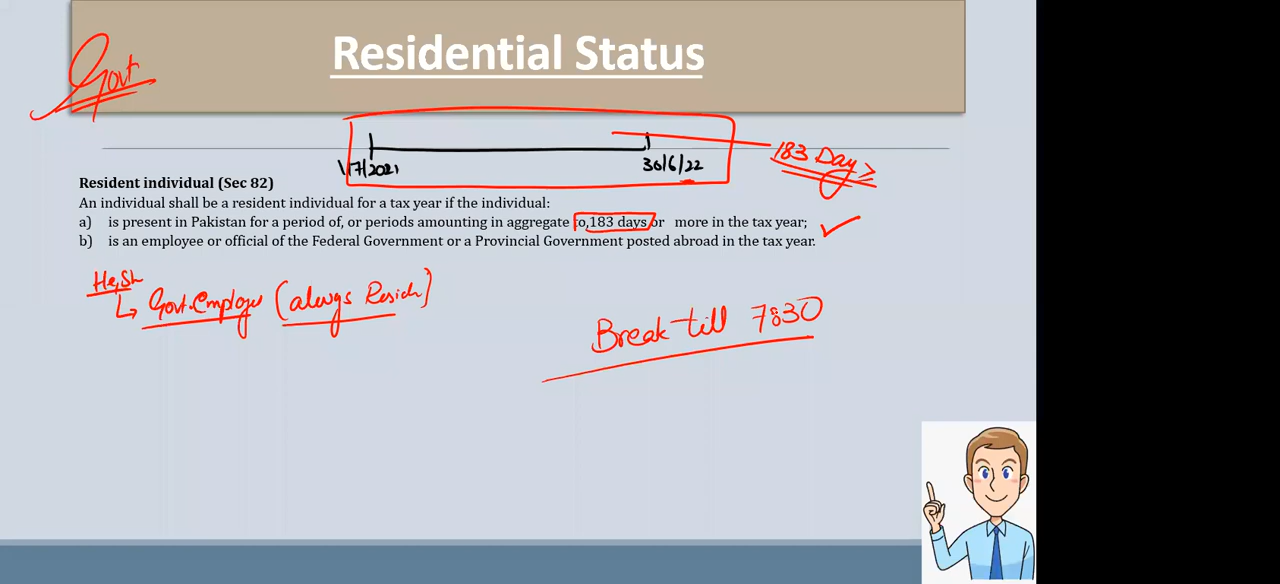 Residential Status
Govt
1/7/2021
30/6/22
183 Days
Resident individual (Sec 82)
An individual shall be a resident individual for a tax year if the individual:
a) is present in Pakistan for a period of, or periods amounting in aggregate to,183 days or more in the tax year;
b) is an employee or official of the Federal Government or a Provincial Government posted abroad in the tax year.
Govt. Employee (always
Break till 7:30